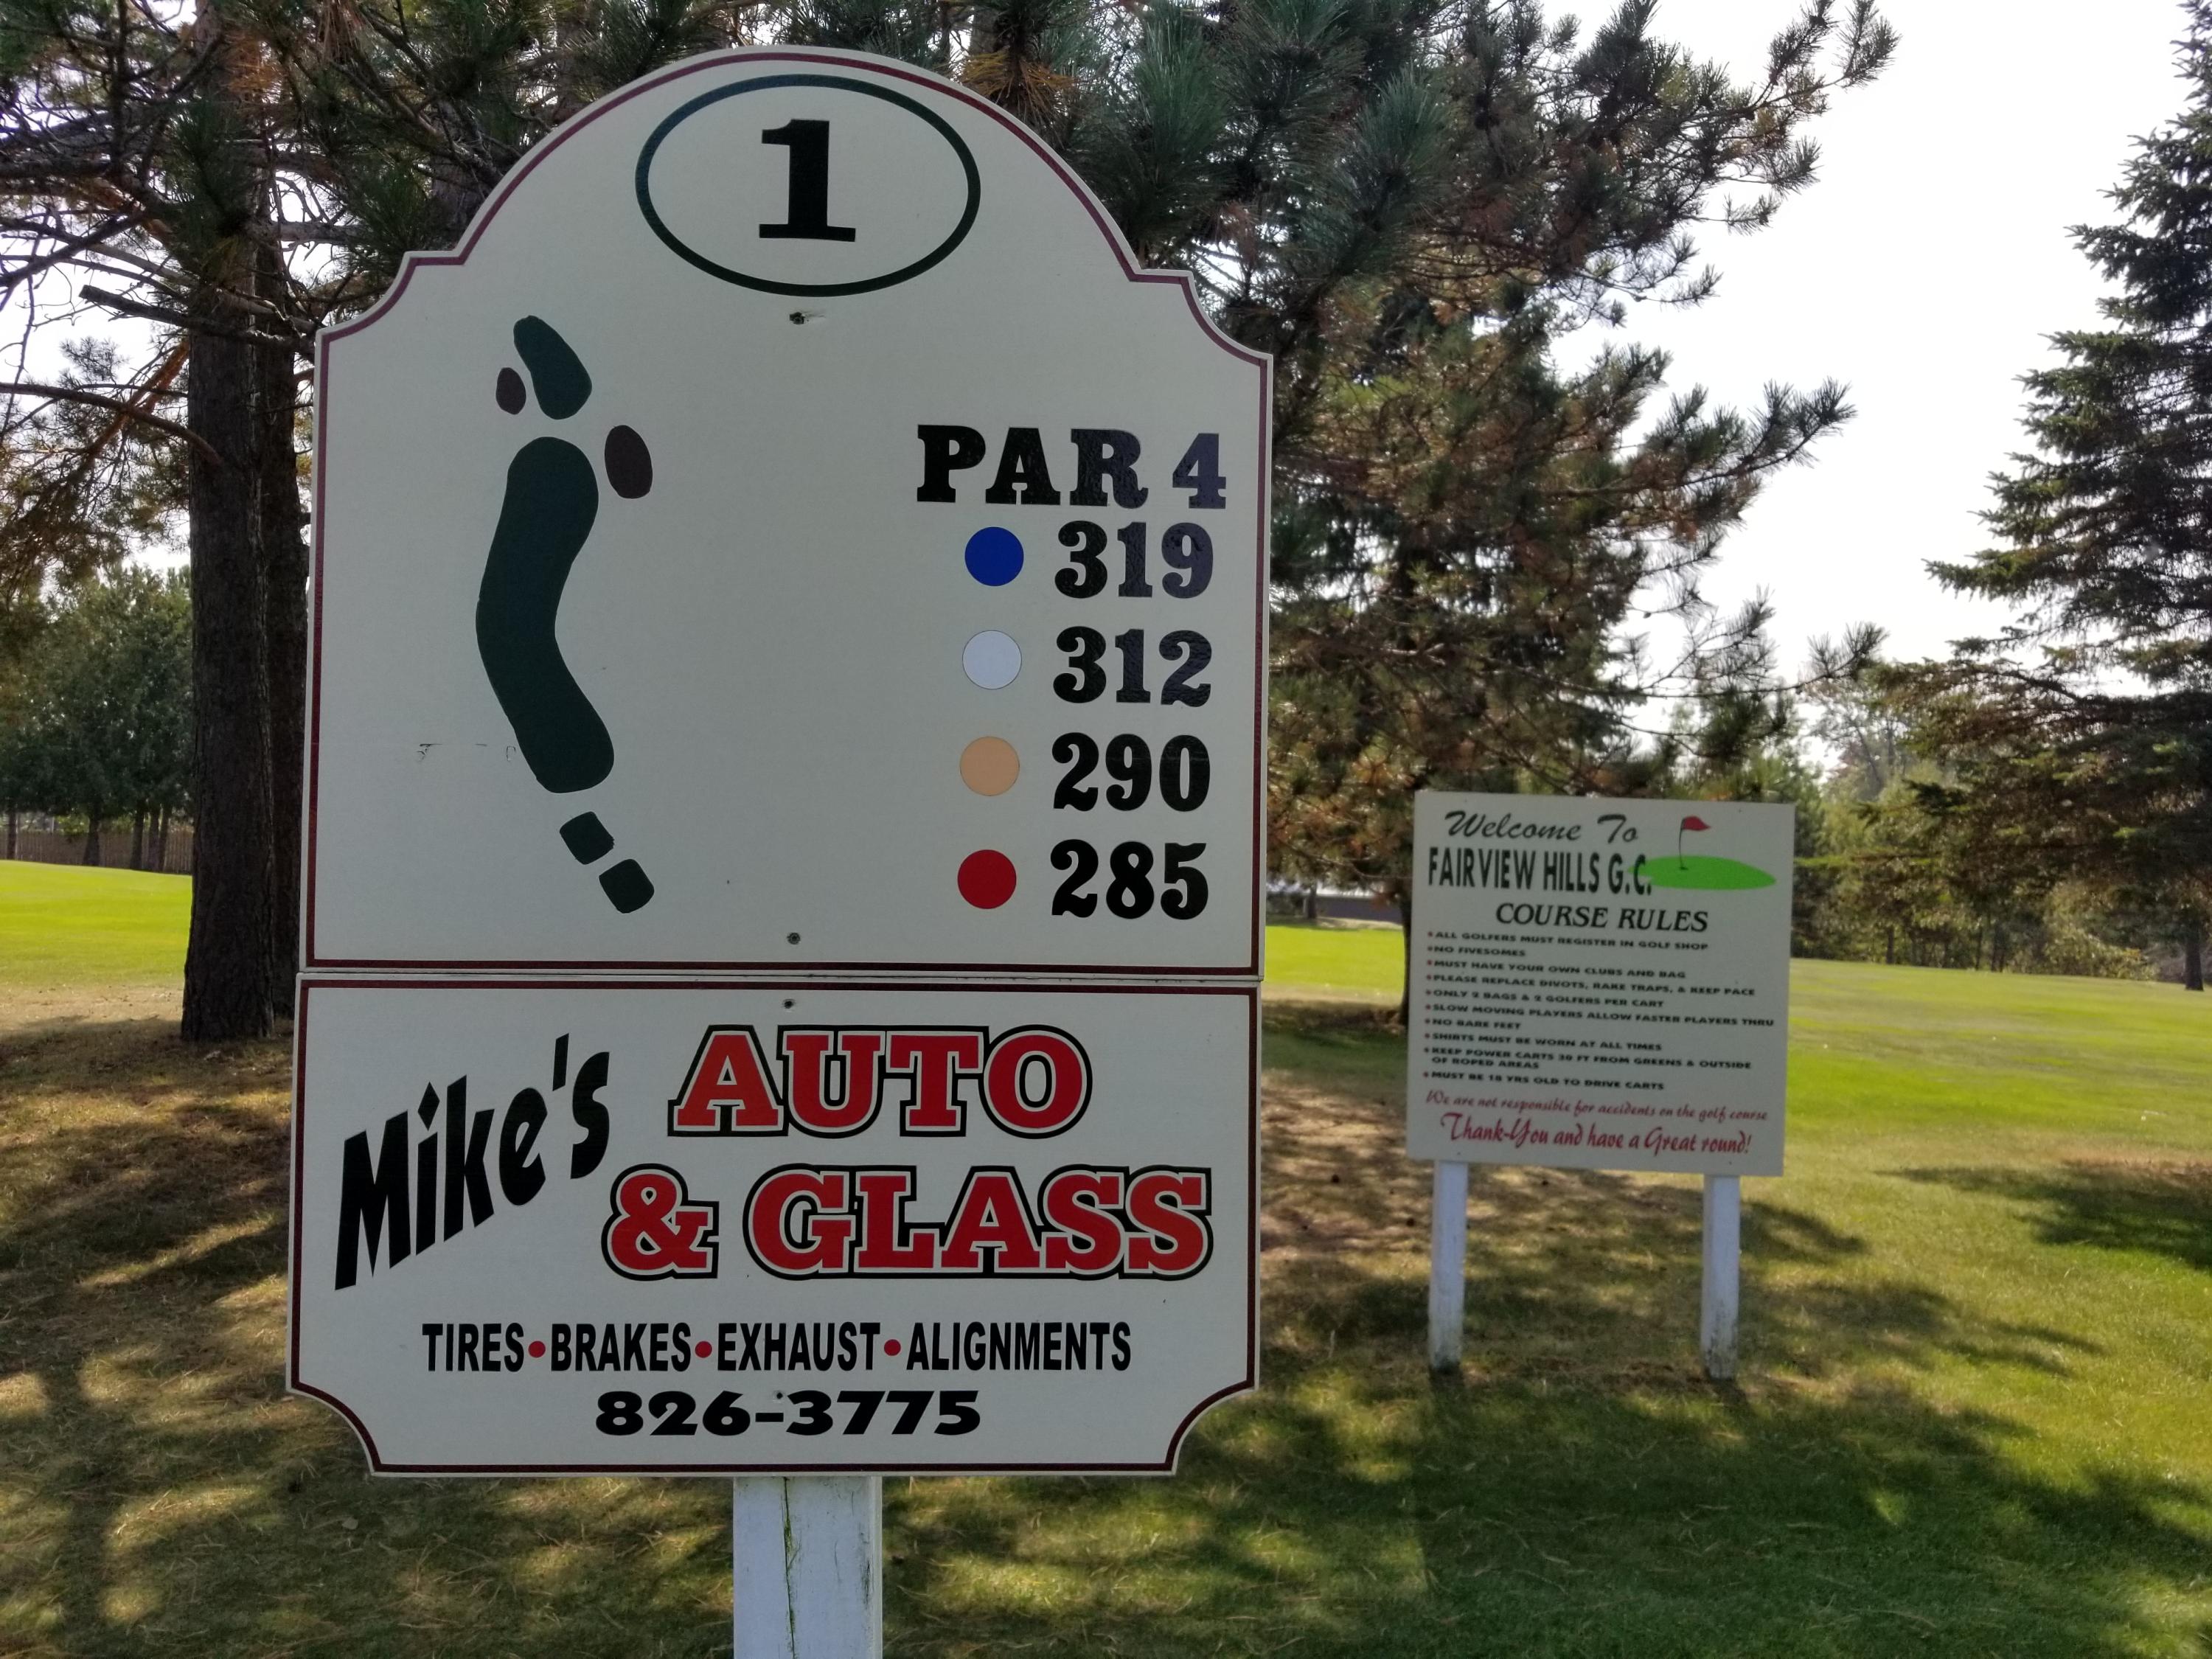 1
PAR 4
319
312
290
285
Mike's AUTO
& GLASS
TIRES•BRAKES•EXHAUST•ALIGNMENTS
826-3775
Welcome To
FAIRVIEW HILLS G.C.
COURSE RULES
•ALL GOLFERS MUST REGISTER IN GOLF SHOP
•NO FIVESOMES
•MUST HAVE YOUR OWN CLUBS AND BAG
•PLEASE REPLACE DIVOTS, RAKE TRAPS, & KEEP PACE
•ONLY 2 BAGS & 2 GOLFERS PER CART
•SLOW MOVING PLAYERS ALLOW FASTER PLAYERS THRU
•NO BARE FEET
•SHIRTS MUST BE WORN AT ALL TIMES
•KEEP POWER CARTS 30 FT FROM GREENS & OUTSIDE
OF ROPED AREAS
•MUST BE 18 YRS OLD TO DRIVE CARTS
We are not responsible for accidents on the golf course
Thank-You and have a Great round!